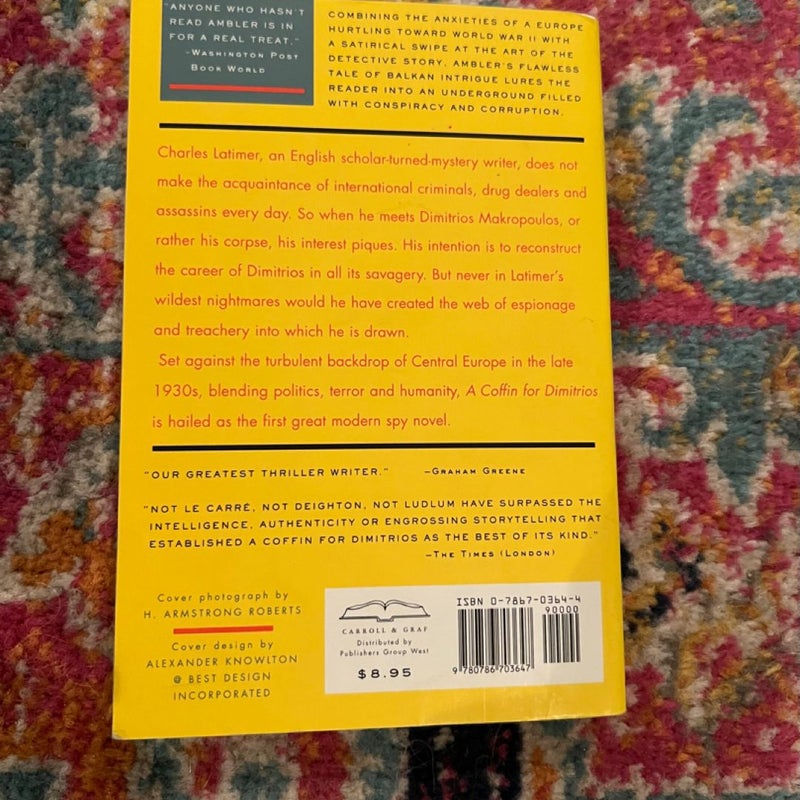 "ANYONE WHO HASN'T
READ AMBLER IS IN
FOR A REAL TREAT."
–WASHINGTON POST
BOOK WORLD
COMBINING THE ANXIETIES OF A EUROPE
HURTLING TOWARD WORLD WAR II WITH
A SATIRICAL SWIPE AT THE ART OF THE
DETECTIVE STORY, AMBLER'S FLAWLESS
TALE OF BALKAN INTRIGUE LURES THE
READER INTO AN UNDERGROUND FILLED
WITH CONSPIRACY AND CORRUPTION.
Charles Latimer, an English scholar-turned-mystery writer, does not
make the acquaintance of international criminals, drug dealers and
assassins every day. So when he meets Dimitrios Makropoulos, or
rather his corpse, his interest piques. His intention is to reconstruct
the career of Dimitrios in all its savagery. But never in Latimer's
wildest nightmares would he have created the web of espionage
and treachery into which he is drawn.
Set against the turbulent backdrop of Central Europe in the late
1930s, blending politics, terror and humanity, A Coffin for Dimitrios
is hailed as the first great modern spy novel.
"OUR GREATEST THRILLER WRITER." –GRAHAM GREENE
"NOT LE CARRÉ, NOT DEIGHTON, NOT LUDLUM HAVE SURPASSED THE
INTELLIGENCE, AUTHENTICITY OR ENGROSSING STORYTELLING THAT
ESTABLISHED A COFFIN FOR DIMITRIOS AS THE BEST OF ITS KIND."
–THE TIMES (LONDON)
Cover photograph by
H. ARMSTRONG ROBERTS
Cover design by
ALEXANDER KNOWLTON
@ BEST DESIGN
INCORPORATED
CARROLL & GRAF
Distributed by
Publishers Group West
$8.95
ISBN 0-7867-0364-4
90000
9 780786 703647